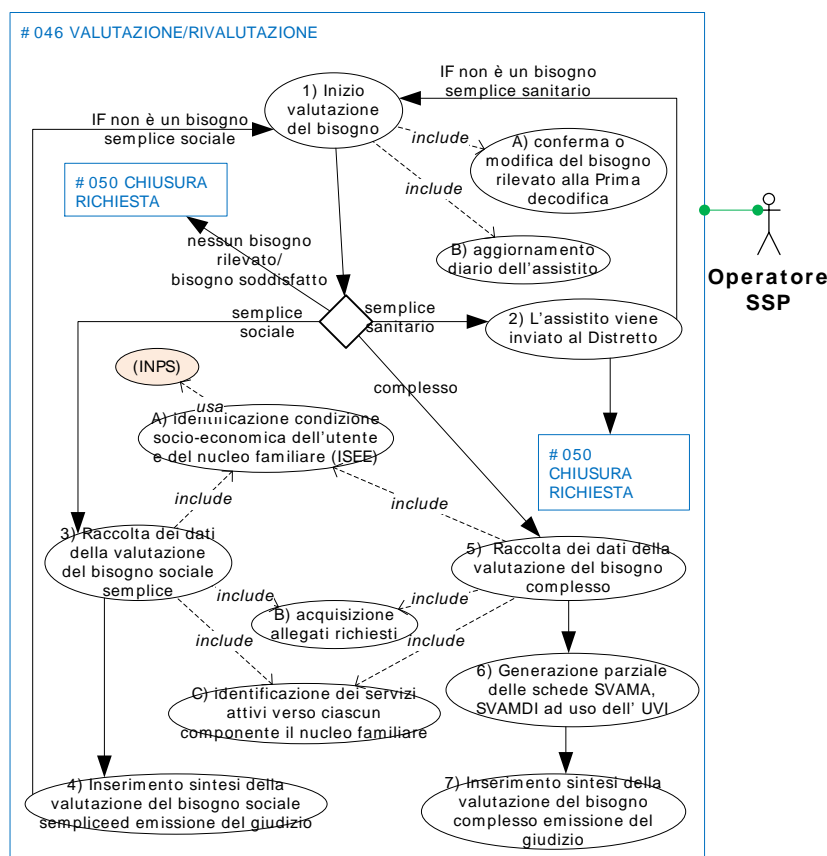 # 046 VALUTAZIONE/RIVALUTAZIONE
IF non è un bisogno
semplice sanitario
1) Inizio
valutazione
del bisogno
IF non è un bisogno
semplice sociale
include
A) conferma o
modifica del bisogno
rilevato alla Prima
decodifica
# 050 CHIUSURA
RICHIESTA
include
nessun bisogno
rilevato/
bisogno soddisfatto
B) aggiornamento
diario dell'assistito
Operatore
SSP
semplice
sociale
semplice
sanitario
2) L'assistito viene
inviato al Distretto
(INPS)
complesso
usa
A) identificazione condizione
socio-economica dell'utente
e del nucleo familiare (ISEE)
# 050
CHIUSURA
RICHIESTA
include
include
3) Raccolta dei dati
della valutazione
del bisogno sociale
semplice
5) Raccolta dei dati della
valutazione del bisogno
complesso
include
include
B) acquisizione
allegati richiesti
include
include
6) Generazione parziale
delle schede SVAMA,
SVAMDI ad uso dell' UVI
C) identificazione dei servizi
attivi verso ciascun
componente il nucleo familiare
4) Inserimento sintesi della
valutazione del bisogno sociale
sempliceed emissione del giudizio
7) Inserimento sintesi della
valutazione del bisogno
complesso emissione del
giudizio